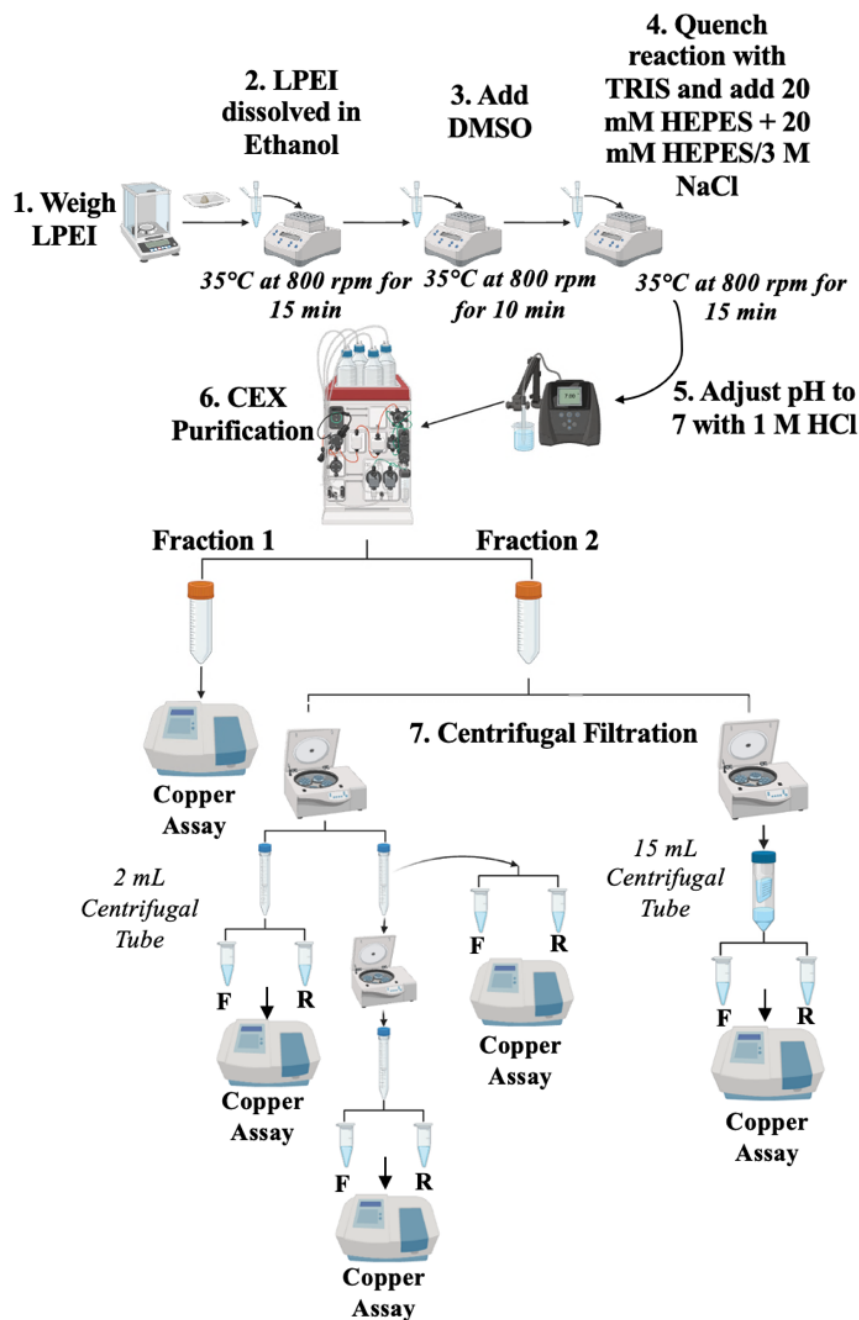 1. Weigh
LPEI
2. LPEI
dissolved in
Ethanol
3. Add
DMSO
4. Quench
reaction with
TRIS and add 20
mM HEPES + 20
mM HEPES/3 M
NaCl
35°C at 800 rpm for
15 min
35°C at 800 rpm
for 10 min
35°C at 800 rpm for
15 min
5. Adjust pH to
7 with 1 M HCl
6. CEX
Purification
Fraction 1
Fraction 2
7. Centrifugal Filtration
Copper
Assay
2 mL
Centrifugal
Tube
F
R
Copper
Assay
F
R
Copper
Assay
F
R
Copper
Assay
15 mL
Centrifugal
Tube
F
R
Copper
Assay